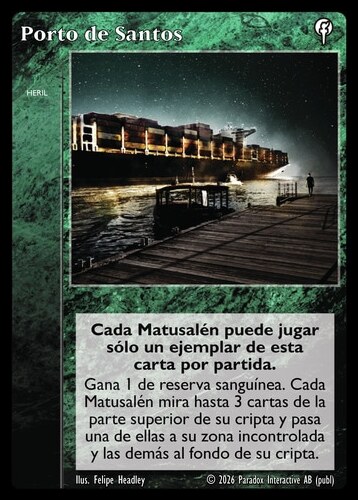 Porto de Santos
HERIL
Cada Matusalén puede jugar
sólo un ejemplar de esta
carta por partida.
Gana 1 de reserva sanguínea. Cada
Matusalén mira hasta 3 cartas de la
parte superior de su cripta y pasa
una de ellas a su zona incontrolada
y las demás al fondo de su cripta.
Ilus. Felipe Headley
© 2026 Paradox Interactive AB (publ)